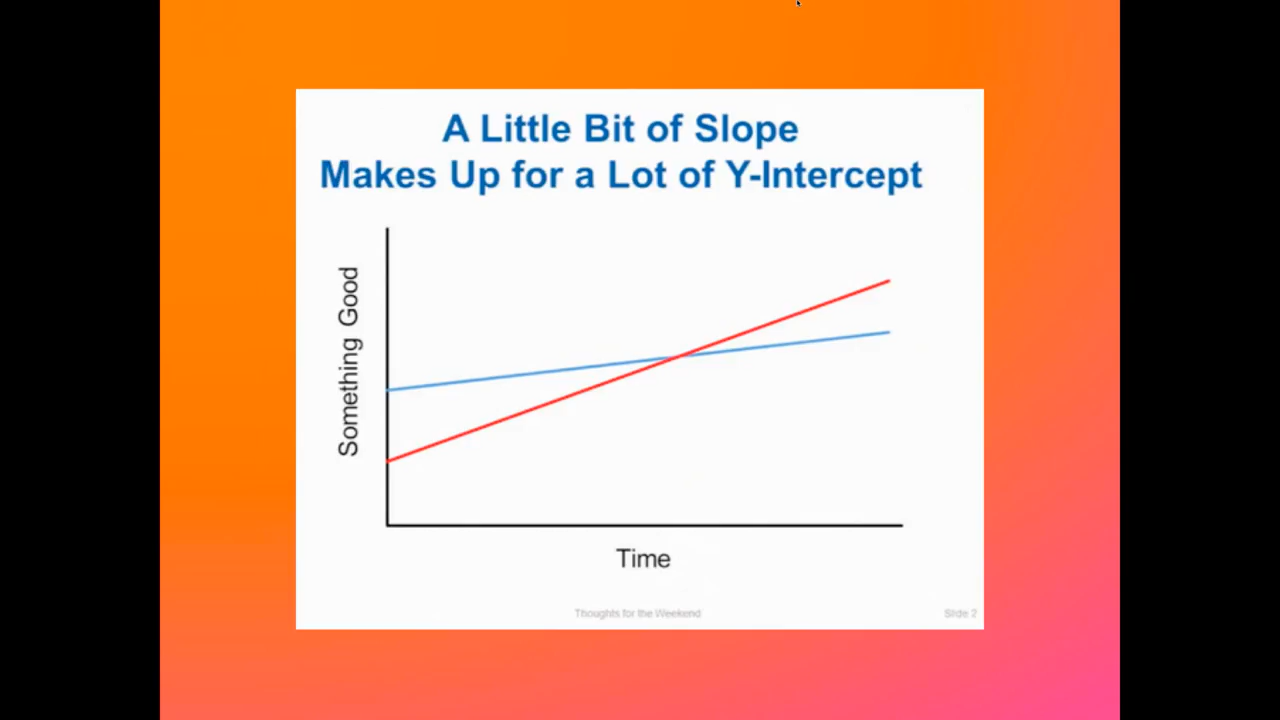 A Little Bit of Slope
Makes Up for a Lot of Y-Intercept
Something Good
Time
Thoughts for the Weekend
Slide 2